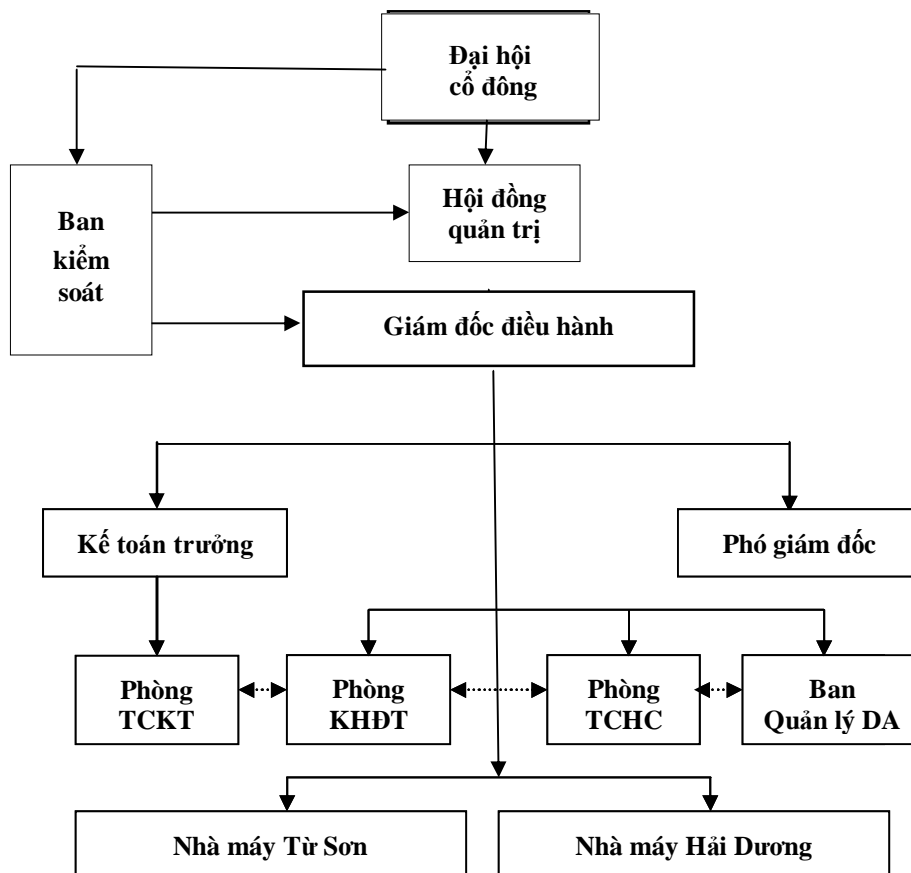 Đại hội
cổ đông
Ban
kiểm
soát
Hội đồng
quản trị
Giám đốc điều hành
Kế toán trưởng
Phó giám đốc
Phòng
TCKT
Phòng
KHĐT
Phòng
TCHC
Ban
Quản lý DA
Nhà máy Từ Sơn
Nhà máy Hải Dương